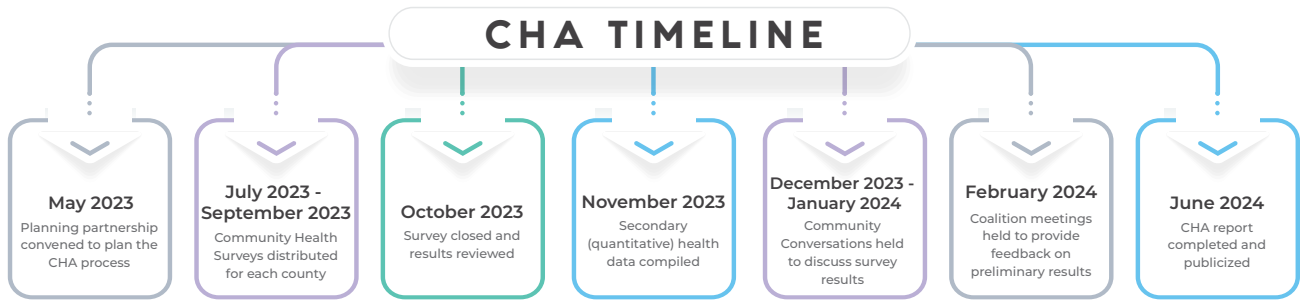 CHA TIMELINE
May 2023
Planning partnership
convened to plan the
CHA process
July 2023 -
September 2023
Community Health
Surveys distributed
for each county
October 2023
Survey closed and
results reviewed
November 2023
Secondary
(quantitative) health
data compiled
December 2023 -
January 2024
Community
Conversations held
to discuss survey
results
February 2024
Coalition meetings
held to provide
feedback on
preliminary results
June 2024
CHA report
completed and
publicized